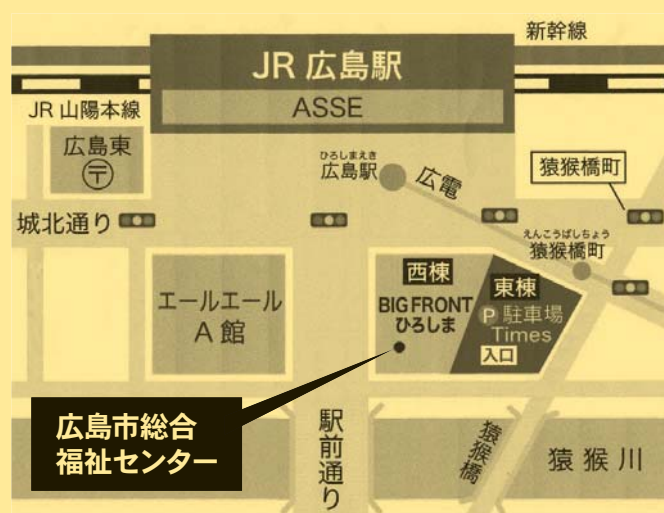 新幹線
JR 広島駅
ASSE
JR 山陽本線
広島東
〒
ひろしまえき
広島駅
広電
猿猴橋町
城北通り
えんこうばしちょう
猿猴橋町
エールエール
A 館
西棟
BIG FRONT
ひろしま
東棟
P 駐車場
Times
入口
広島市総合
福祉センター
駅前通り
猿猴橋
猿猴川